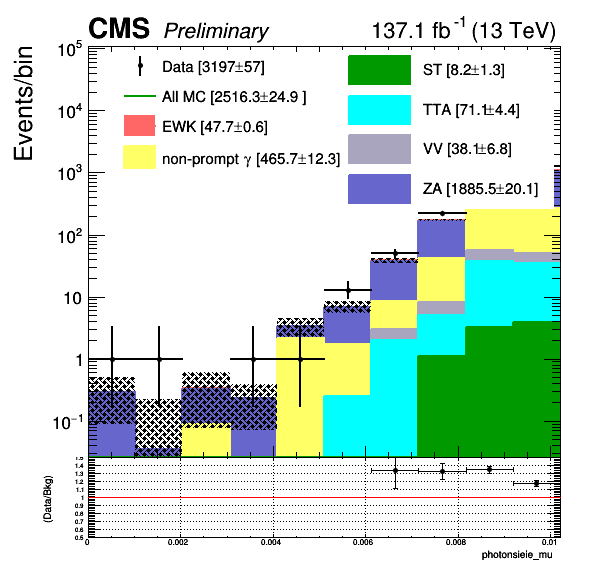 CMS Preliminary 137.1 fb⁻¹ (13 TeV)
Events/bin
10⁵
10⁴
10³
10²
10
1
10⁻¹
Data [3197±57]
All MC [2516.3±24.9 ]
EWK [47.7±0.6]
non-prompt γ [465.7±12.3]
ST [8.2±1.3]
TTA [71.1±4.4]
VV [38.1±6.8]
ZA [1885.5±20.1]
(Data/Bkg)
1.5
1.4
1.3
1.2
1.1
1
0.9
0.8
0.7
0.6
0.5
0 0.002 0.004 0.006 0.008 0.01
photonsieie_mu